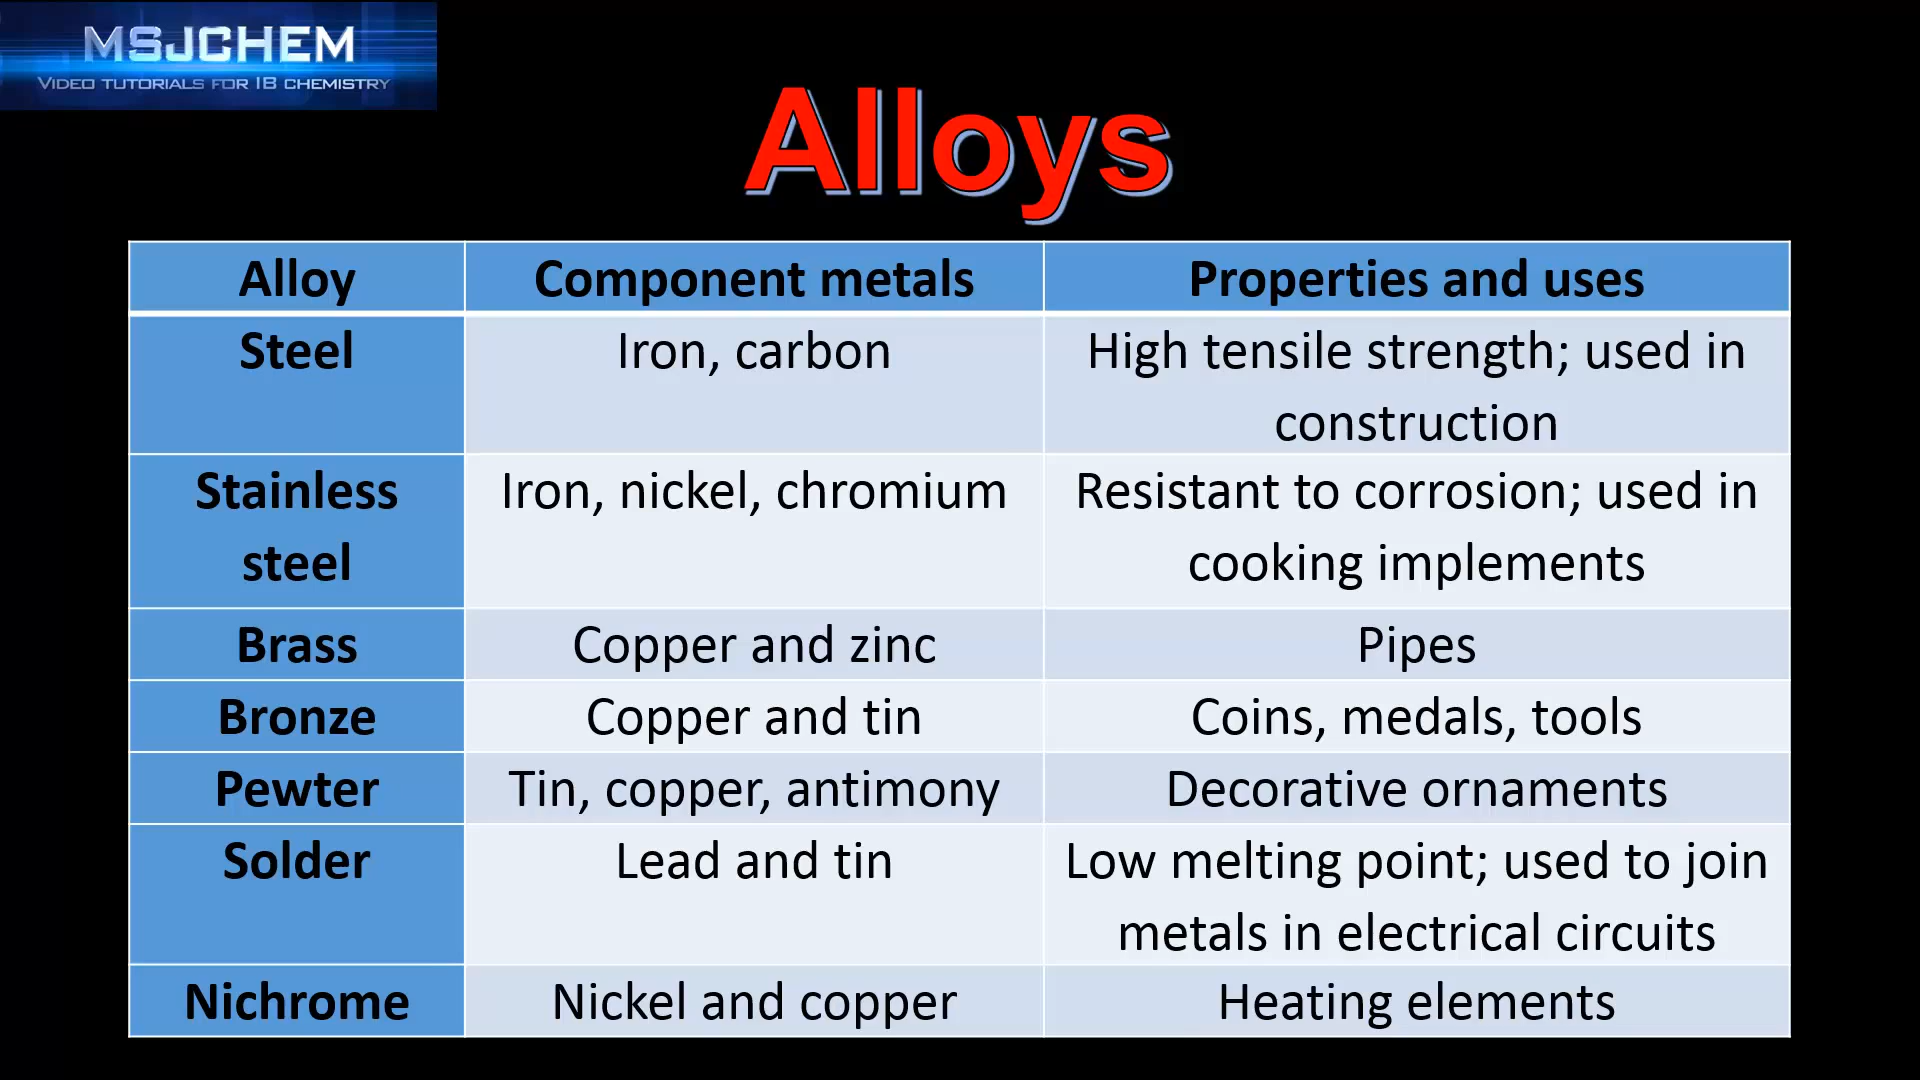 MSJCHEM
VIDEO TUTORIALS FOR IB CHEMISTRY
Alloys
Alloy Component metals Properties and uses
Steel Iron, carbon High tensile strength; used in
construction
Stainless Iron, nickel, chromium Resistant to corrosion; used in
steel cooking implements
Brass Copper and zinc Pipes
Bronze Copper and tin Coins, medals, tools
Pewter Tin, copper, antimony Decorative ornaments
Solder Lead and tin Low melting point; used to join
metals in electrical circuits
Nichrome Nickel and copper Heating elements